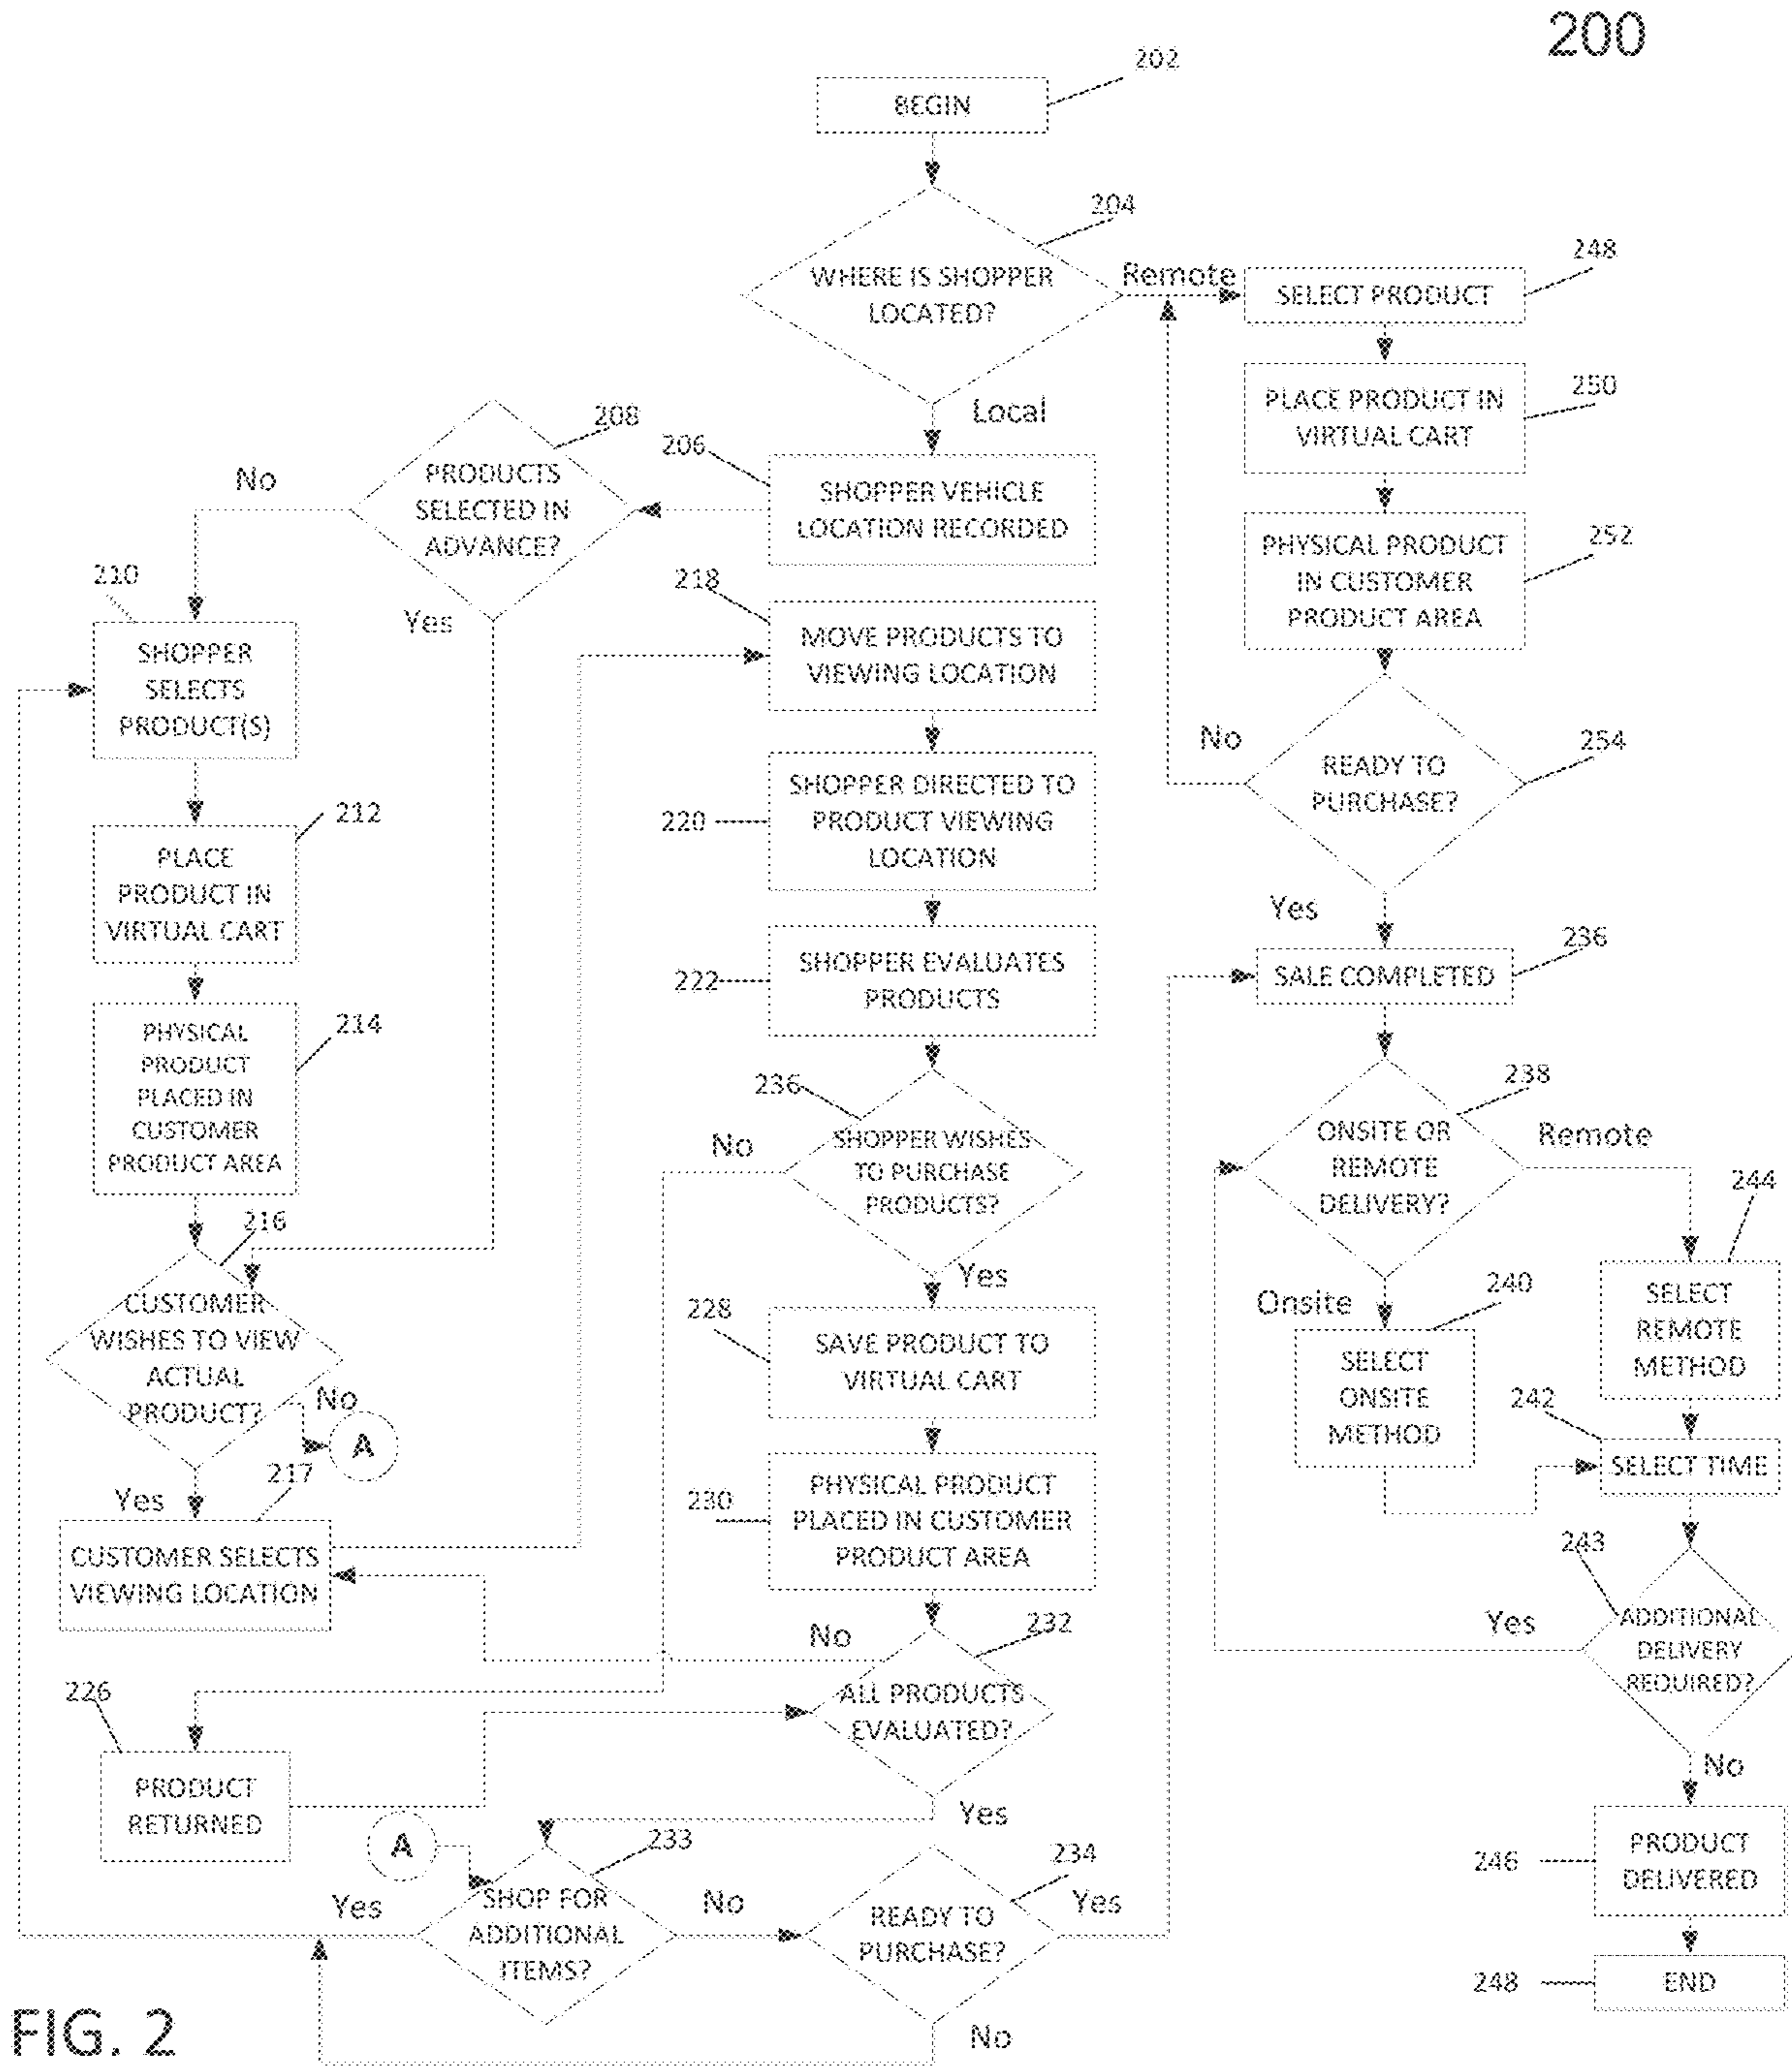 200
202
BEGIN
204
WHERE IS SHOPPER
LOCATED?
Remote
248
SELECT PRODUCT
Local
250
PLACE PRODUCT IN
VIRTUAL CART
208
PRODUCTS
SELECTED IN
ADVANCE?
No
Yes
206
SHOPPER VEHICLE
LOCATION RECORDED
252
PHYSICAL PRODUCT
IN CUSTOMER
PRODUCT AREA
210
SHOPPER
SELECTS
PRODUCT(S)
218
MOVE PRODUCTS TO
VIEWING LOCATION
254
READY TO
PURCHASE?
No
Yes
220
SHOPPER DIRECTED TO
PRODUCT VIEWING
LOCATION
212
PLACE
PRODUCT IN
VIRTUAL CART
222
SHOPPER EVALUATES
PRODUCTS
236
SALE COMPLETED
214
PHYSICAL
PRODUCT
PLACED IN
CUSTOMER
PRODUCT AREA
236
SHOPPER WISHES
TO PURCHASE
PRODUCTS?
No
Yes
238
ONSITE OR
REMOTE
DELIVERY?
Remote
Onsite
244
SELECT
REMOTE
METHOD
216
CUSTOMER
WISHES TO VIEW
ACTUAL
PRODUCT?
No
A
Yes
228
SAVE PRODUCT TO
VIRTUAL CART
240
SELECT
ONSITE
METHOD
242
SELECT TIME
217
CUSTOMER SELECTS
VIEWING LOCATION
230
PHYSICAL PRODUCT
PLACED IN CUSTOMER
PRODUCT AREA
243
ADDITIONAL
DELIVERY
REQUIRED?
Yes
No
232
ALL PRODUCTS
EVALUATED?
No
Yes
226
PRODUCT
RETURNED
A
233
SHOP FOR
ADDITIONAL
ITEMS?
Yes
No
234
READY TO
PURCHASE?
Yes
No
246
PRODUCT
DELIVERED
248
END
FIG. 2